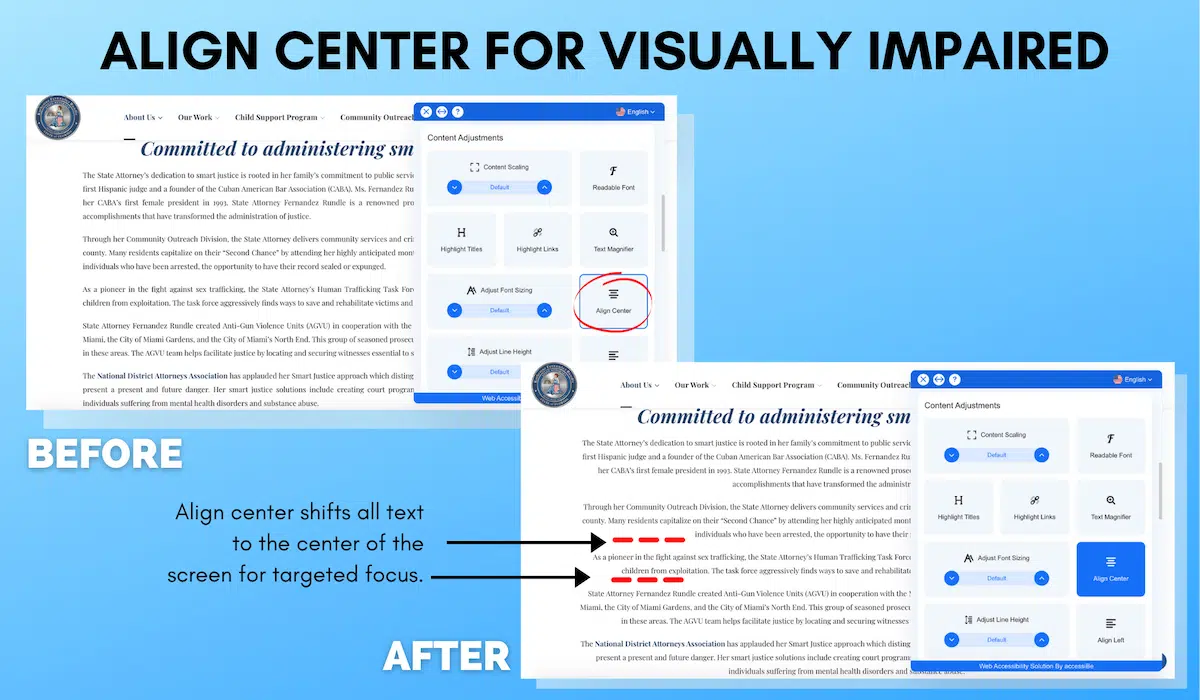 ALIGN CENTER FOR VISUALLY IMPAIRED
About Us
Our Work
Child Support Program
Community Outreac
English
Committed to administering sm
The State Attorney's dedication to smart justice is rooted in her family's commitment to public servic
first Hispanic judge and a founder of the Cuban American Bar Association (CABA). Ms. Fernandez Ru
her CABA's first female president in 1993. State Attorney Fernandez Rundle is a renowned pro
accomplishments that have transformed the administration of justice.
Through her Community Outreach Division, the State Attorney delivers community services and cri
county. Many residents capitalize on their "Second Chance" by attending her highly anticipated mon
individuals who have been arrested, the opportunity to have their record sealed or expunged.
As a pioneer in the fight against sex trafficking, the State Attorney's Human Trafficking Task Forc
children from exploitation. The task force aggressively finds ways to save and rehabilitate victims and
State Attorney Fernandez Rundle created Anti-Gun Violence Units (AGVU) in cooperation with the
Miami, the City of Miami Gardens, and the City of Miami's North End. This group of seasoned prosec
in these areas. The AGVU team helps facilitate justice by locating and securing witnesses essential to s
The National District Attorneys Association has applauded her Smart Justice approach which disting
present a present and future danger. Her smart justice solutions include creating court program
individuals suffering from mental health disorders and substance abuse.
Content Adjustments
Content Scaling
Default
Readable Font
Highlight Titles
Highlight Links
Text Magnifier
Adjust Font Sizing
Default
Align Center
Adjust Line Height
Default
Web Accessib
BEFORE
Align center shifts all text
to the center of the
screen for targeted focus.
AFTER
About Us
Our Work
Child Support Program
Community Outreac
English
Committed to administering sm
The State Attorney's dedication to smart justice is rooted in her family's commitment to public servic
first Hispanic judge and a founder of the Cuban American Bar Association (CABA). Ms. Fernandez Ru
her CABA's first female president in 1993. State Attorney Fernandez Rundle is a renowned prosec
accomplishments that have transformed the administr
Through her Community Outreach Division, the State Attorney delivers community services and crim
county. Many residents capitalize on their "Second Chance" by attending her highly anticipated mont
individuals who have been arrested, the opportunity to have their
As a pioneer in the fight against sex trafficking, the State Attorney's Human Trafficking Task Forc
children from exploitation. The task force aggressively finds ways to save and rehabilitate
State Attorney Fernandez Rundle created Anti-Gun Violence Units (AGVU) in cooperation with the
Miami, the City of Miami Gardens, and the City of Miami's North End. This group of seasoned prosec
in these areas. The AGVU team helps facilitate justice by locating and securing witnesses
The National District Attorneys Association has applauded her Smart Justice approach which disting
present a present and future danger. Her smart justice solutions include creating court program
individuals suffering from mental health disorders and substance abuse.
Content Adjustments
Content Scaling
Default
Readable Font
Highlight Titles
Highlight Links
Text Magnifier
Adjust Font Sizing
Default
Align Center
Adjust Line Height
Default
Align Left
Web Accessibility Solution By accessiBe